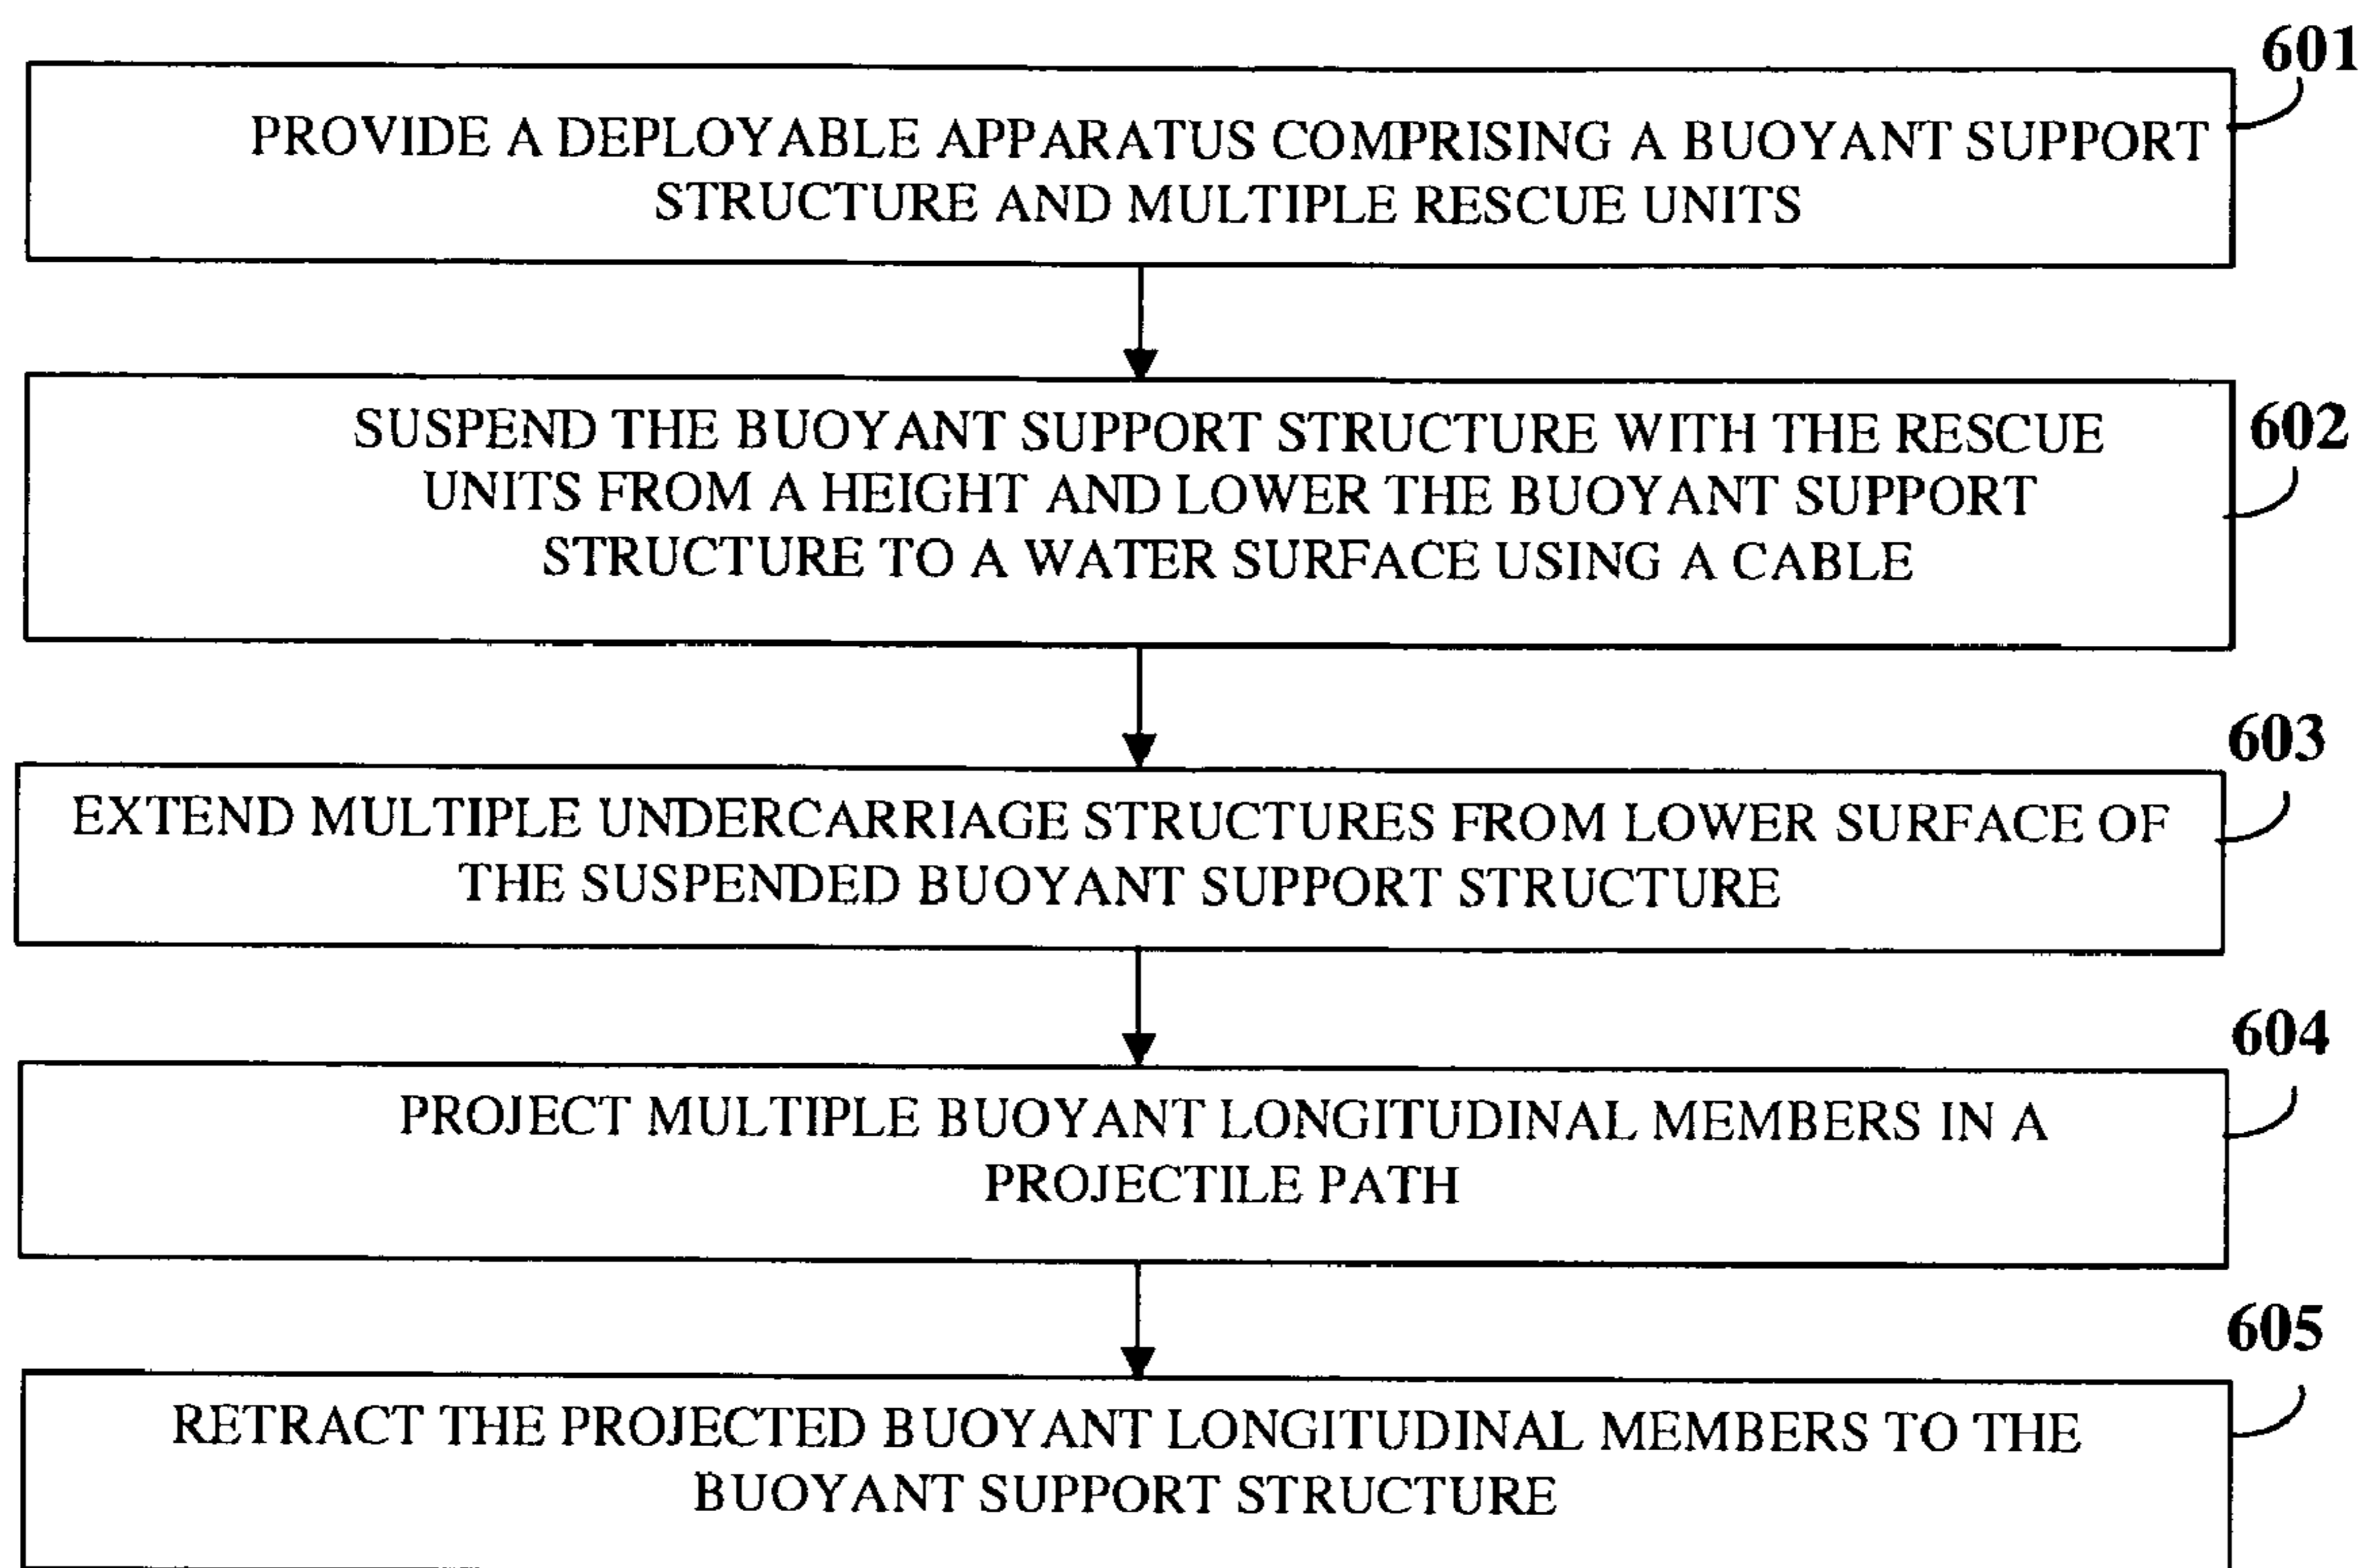 601
PROVIDE A DEPLOYABLE APPARATUS COMPRISING A BUOYANT SUPPORT
STRUCTURE AND MULTIPLE RESCUE UNITS
602
SUSPEND THE BUOYANT SUPPORT STRUCTURE WITH THE RESCUE
UNITS FROM A HEIGHT AND LOWER THE BUOYANT SUPPORT
STRUCTURE TO A WATER SURFACE USING A CABLE
603
EXTEND MULTIPLE UNDERCARRIAGE STRUCTURES FROM LOWER SURFACE OF
THE SUSPENDED BUOYANT SUPPORT STRUCTURE
604
PROJECT MULTIPLE BUOYANT LONGITUDINAL MEMBERS IN A
PROJECTILE PATH
605
RETRACT THE PROJECTED BUOYANT LONGITUDINAL MEMBERS TO THE
BUOYANT SUPPORT STRUCTURE